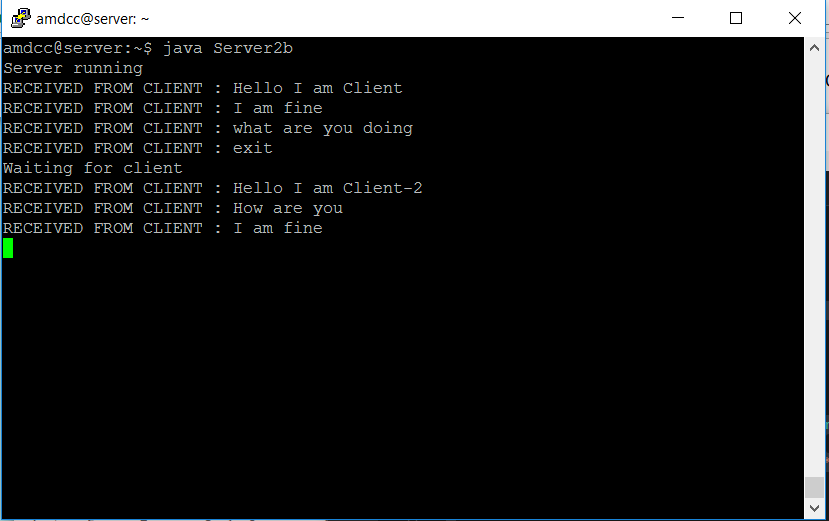 amdcc@server: ~
amdcc@server:~$ java Server2b
Server running
RECEIVED FROM CLIENT : Hello I am Client
RECEIVED FROM CLIENT : I am fine
RECEIVED FROM CLIENT : what are you doing
RECEIVED FROM CLIENT : exit
Waiting for client
RECEIVED FROM CLIENT : Hello I am Client-2
RECEIVED FROM CLIENT : How are you
RECEIVED FROM CLIENT : I am fine